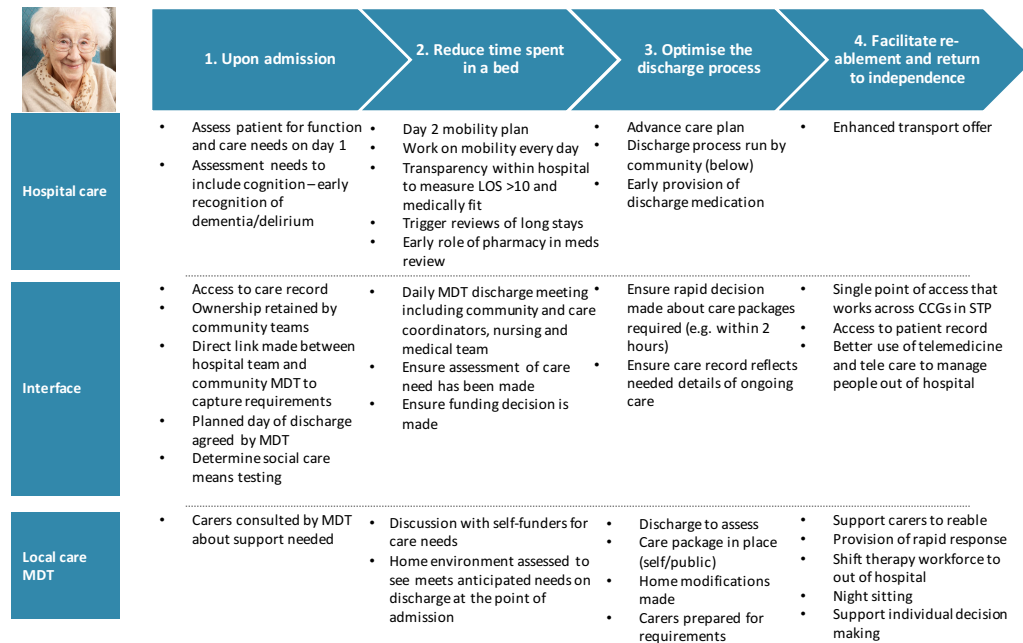 1. Upon admission
2. Reduce time spent
in a bed
3. Optimise the
discharge process
4. Facilitate re-
ablement and return
to independence
Hospital care
• Assess patient for function
and care needs on day 1
• Assessment needs to
include cognition – early
recognition of
dementia/delirium
• Day 2 mobility plan
• Work on mobility every day
• Transparency within hospital
to measure LOS >10 and
medically fit
• Trigger reviews of long stays
• Early role of pharmacy in meds
review
• Advance care plan
• Discharge process run by
community (below)
• Early provision of
discharge medication
• Enhanced transport offer
Interface
• Access to care record
• Ownership retained by
community teams
• Direct link made between
hospital team and
community MDT to
capture requirements
• Planned day of discharge
agreed by MDT
• Determine social care
means testing
• Daily MDT discharge meeting
including community and care
coordinators, nursing and
medical team
• Ensure assessment of care
need has been made
• Ensure funding decision is
made
• Ensure rapid decision
made about care packages
required (e.g. within 2
hours)
• Ensure care record reflects
needed details of ongoing
care
• Single point of access that
works across CCGs in STP
• Access to patient record
• Better use of telemedicine
and tele care to manage
people out of hospital
Local care
MDT
• Carers consulted by MDT
about support needed
• Discussion with self-funders for
care needs
• Home environment assessed to
see meets anticipated needs on
discharge at the point of
admission
• Discharge to assess
• Care package in place
(self/public)
• Home modifications
made
• Carers prepared for
requirements
• Support carers to reable
• Provision of rapid response
• Shift therapy workforce to
out of hospital
• Night sitting
• Support individual decision
making